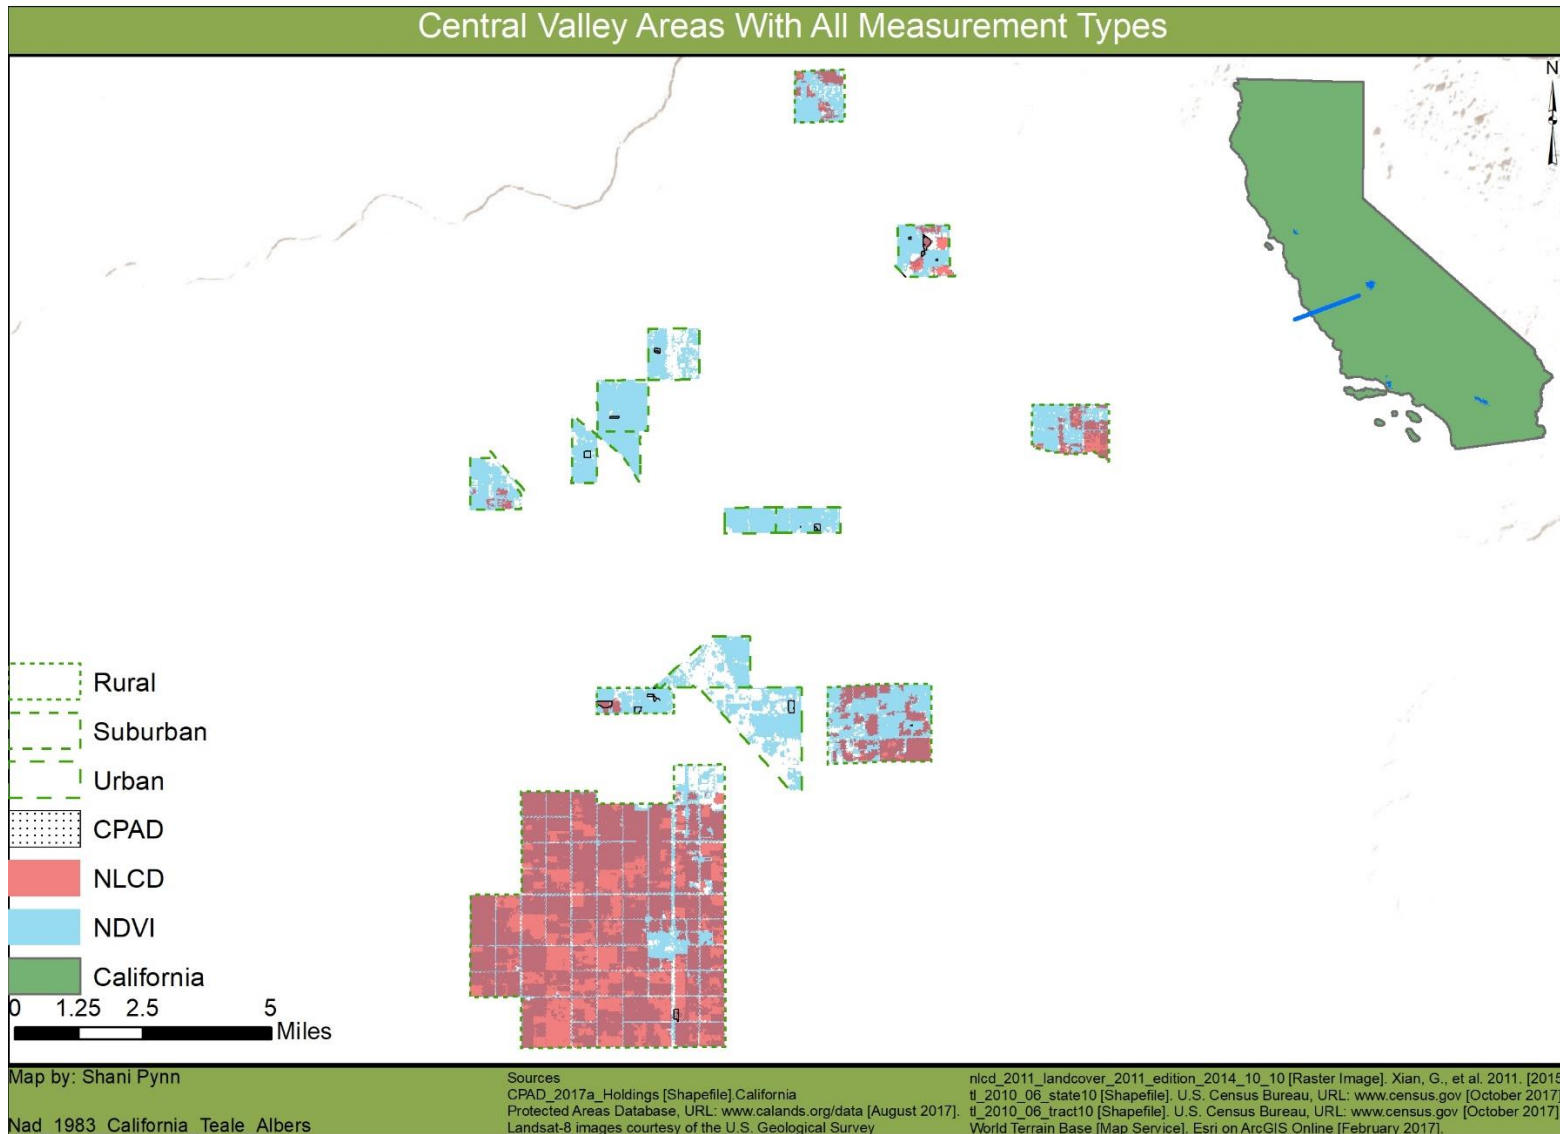 Central Valley Areas With All Measurement Types
N
Rural
Suburban
Urban
CPAD
NLCD
NDVI
California
0 1.25 2.5 5
Miles
Map by: Shani Pynn
Nad 1983 California Teale Albers
Sources
CPAD_2017a_Holdings [Shapefile].California
Protected Areas Database, URL: www.calands.org/data [August 2017].
Landsat-8 images courtesy of the U.S. Geological Survey
nlcd_2011_landcover_2011_edition_2014_10_10 [Raster Image]. Xian, G., et al. 2011. [2015
tl_2010_06_state10 [Shapefile]. U.S. Census Bureau, URL: www.census.gov [October 2017]
tl_2010_06_tract10 [Shapefile]. U.S. Census Bureau, URL: www.census.gov [October 2017]
World Terrain Base [Map Service]. Esri on ArcGIS Online [February 2017].